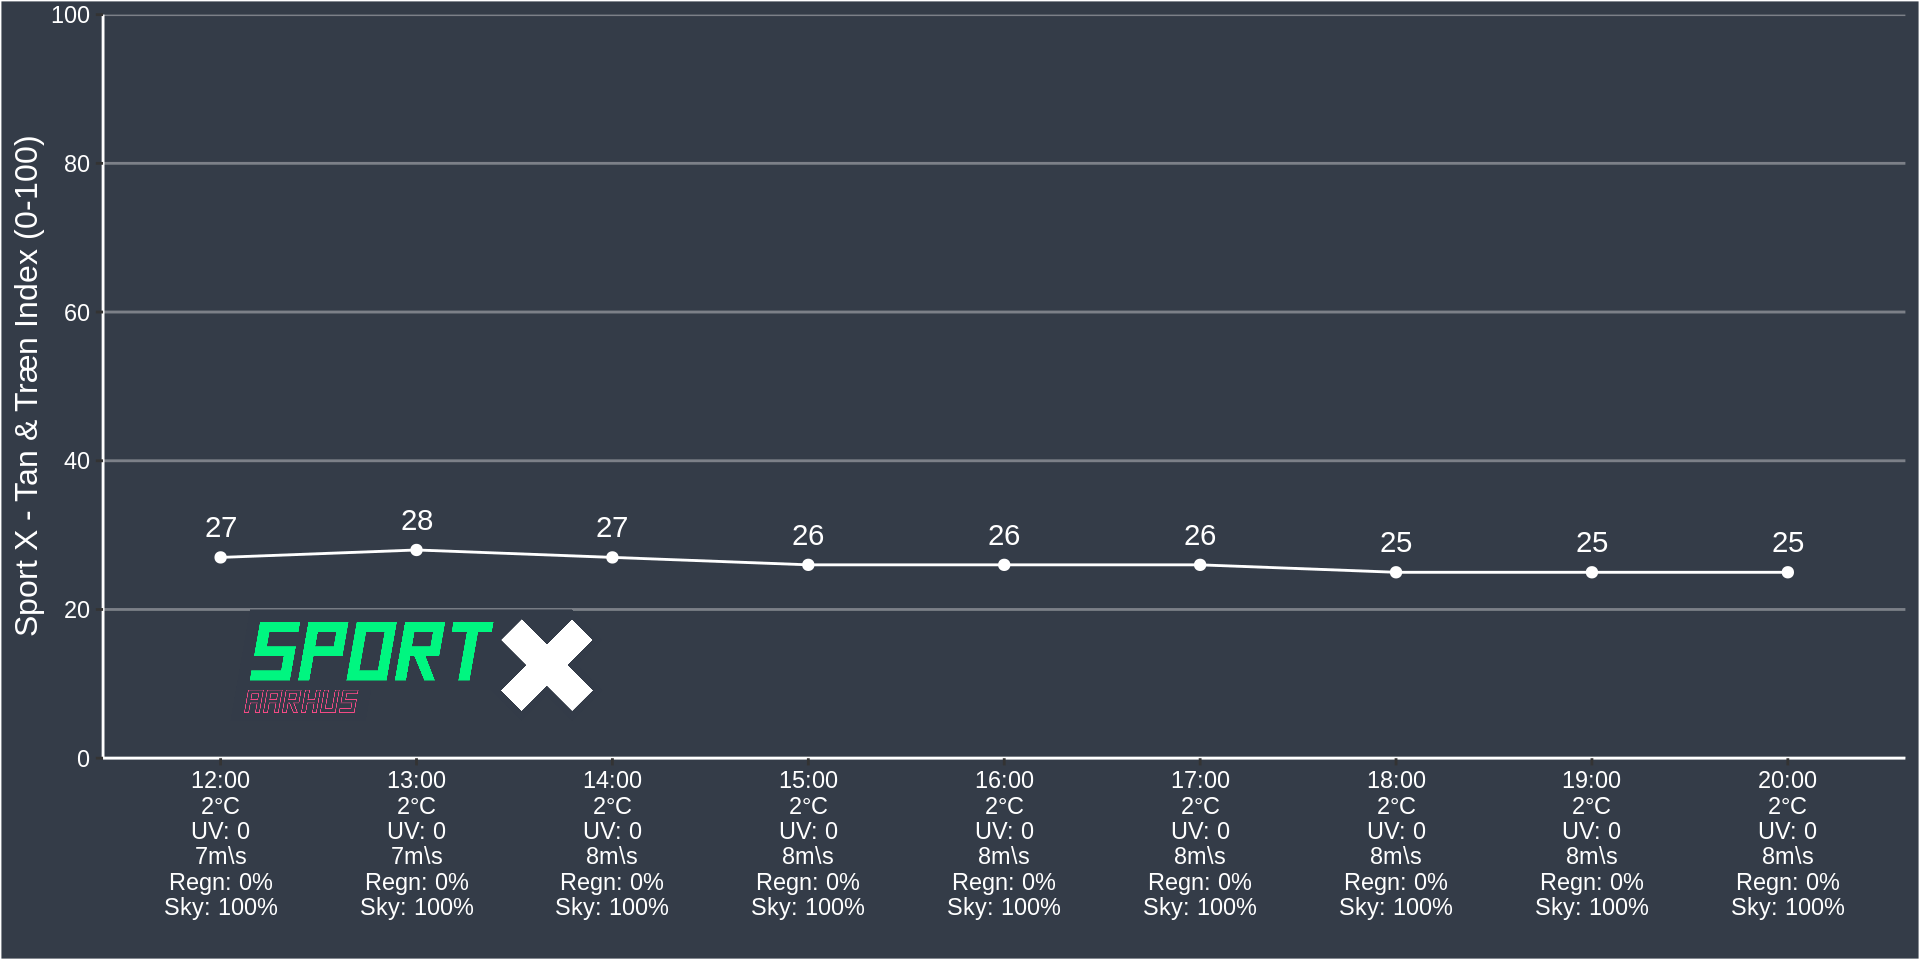 Sport X - Tan & Træn Index (0-100)
100
80
60
40
20
0
27 28 27 26 26 26 25 25 25
SPORT X
AARHUS
12:00 13:00 14:00 15:00 16:00 17:00 18:00 19:00 20:00
2°C 2°C 2°C 2°C 2°C 2°C 2°C 2°C 2°C
UV: 0 UV: 0 UV: 0 UV: 0 UV: 0 UV: 0 UV: 0 UV: 0 UV: 0
7m\s 7m\s 8m\s 8m\s 8m\s 8m\s 8m\s 8m\s 8m\s
Regn: 0% Regn: 0% Regn: 0% Regn: 0% Regn: 0% Regn: 0% Regn: 0% Regn: 0% Regn: 0%
Sky: 100% Sky: 100% Sky: 100% Sky: 100% Sky: 100% Sky: 100% Sky: 100% Sky: 100% Sky: 100%